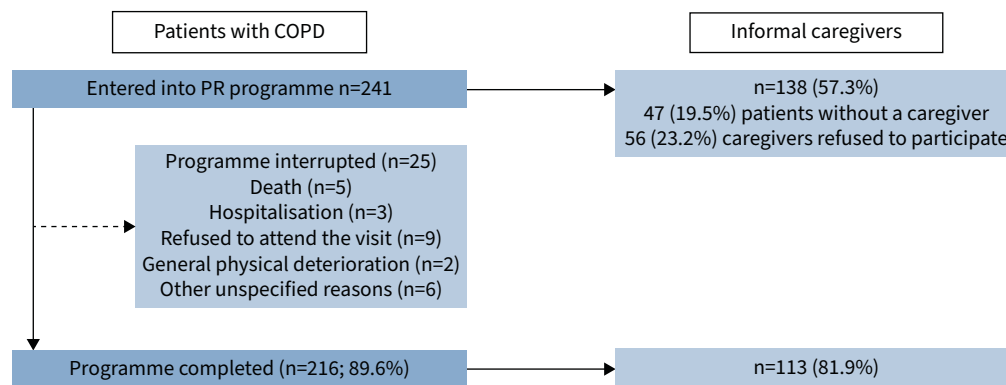 Patients with COPD
Informal caregivers
Entered into PR programme n=241
n=138 (57.3%)
47 (19.5%) patients without a caregiver
56 (23.2%) caregivers refused to participate
Programme interrupted (n=25)
Death (n=5)
Hospitalisation (n=3)
Refused to attend the visit (n=9)
General physical deterioration (n=2)
Other unspecified reasons (n=6)
Programme completed (n=216; 89.6%)
n=113 (81.9%)